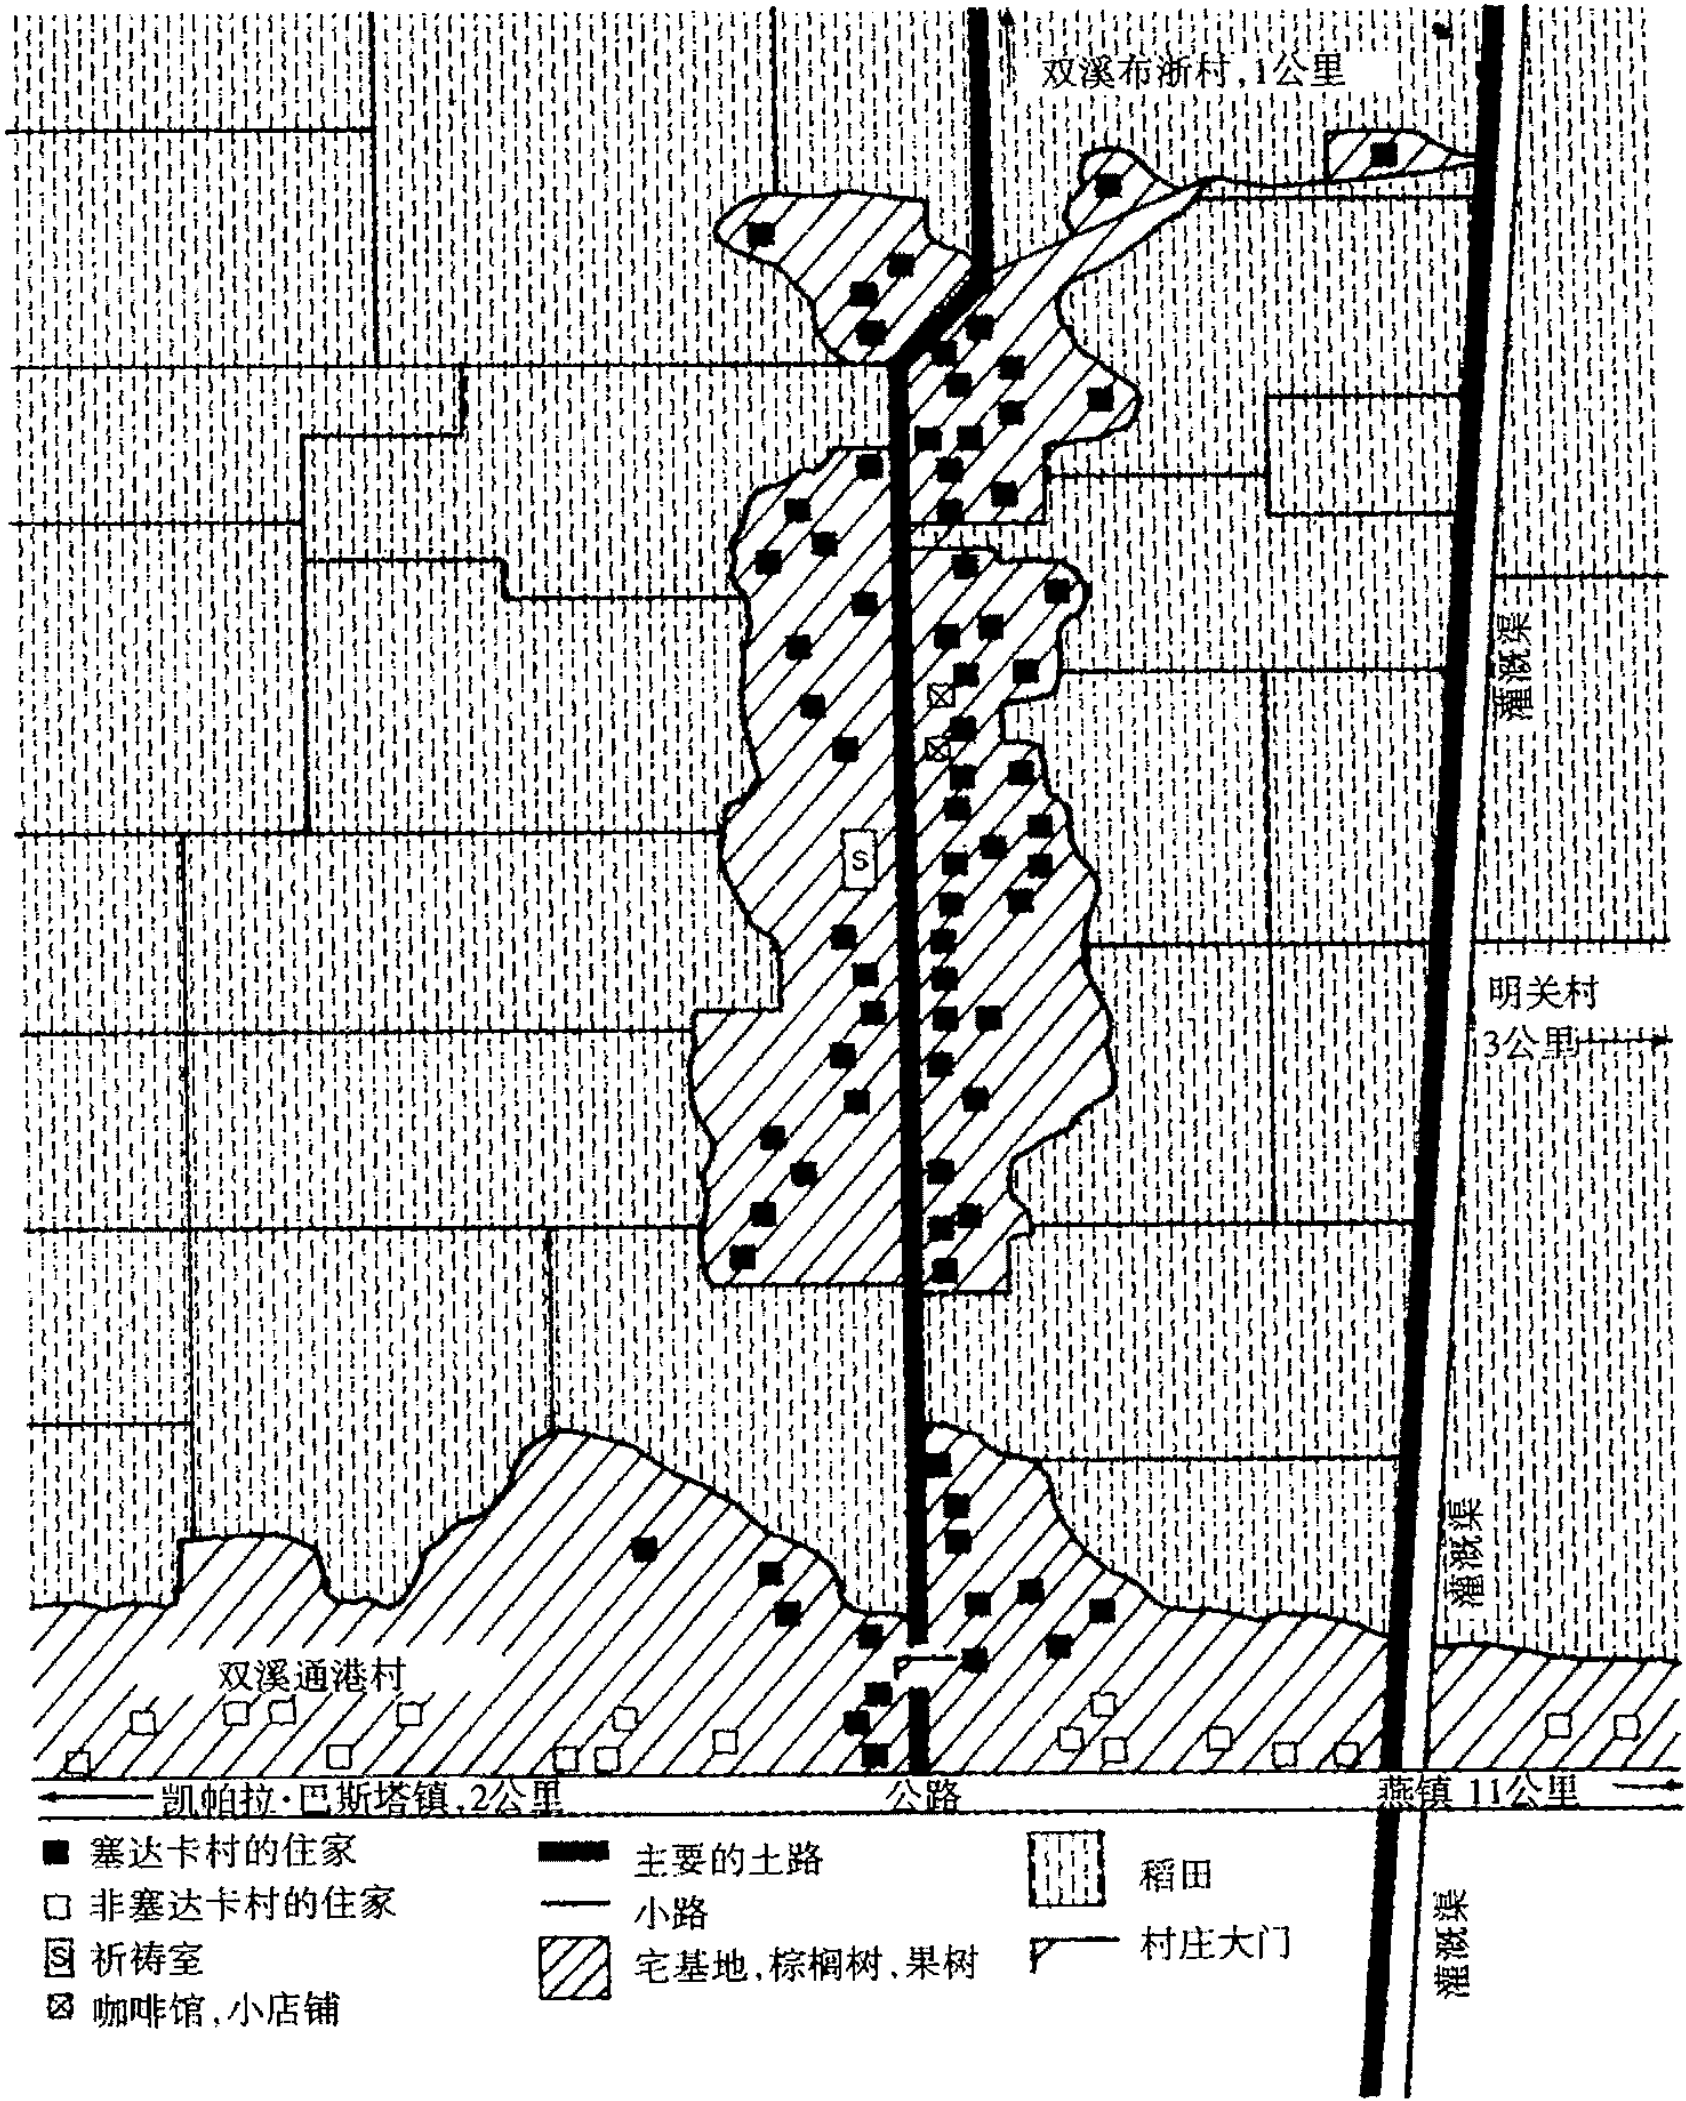 双溪布浙村,1公里
灌溉渠
明关村
3公里
灌溉渠
双溪通港村
S
凯帕拉·巴斯塔镇,2公里
公路
燕镇 11公里
塞达卡村的住家
非塞达卡村的住家
S 祈祷室
咖啡馆,小店铺
主要的土路
小路
宅基地,棕榈树、果树
稻田
村庄大门
灌溉渠